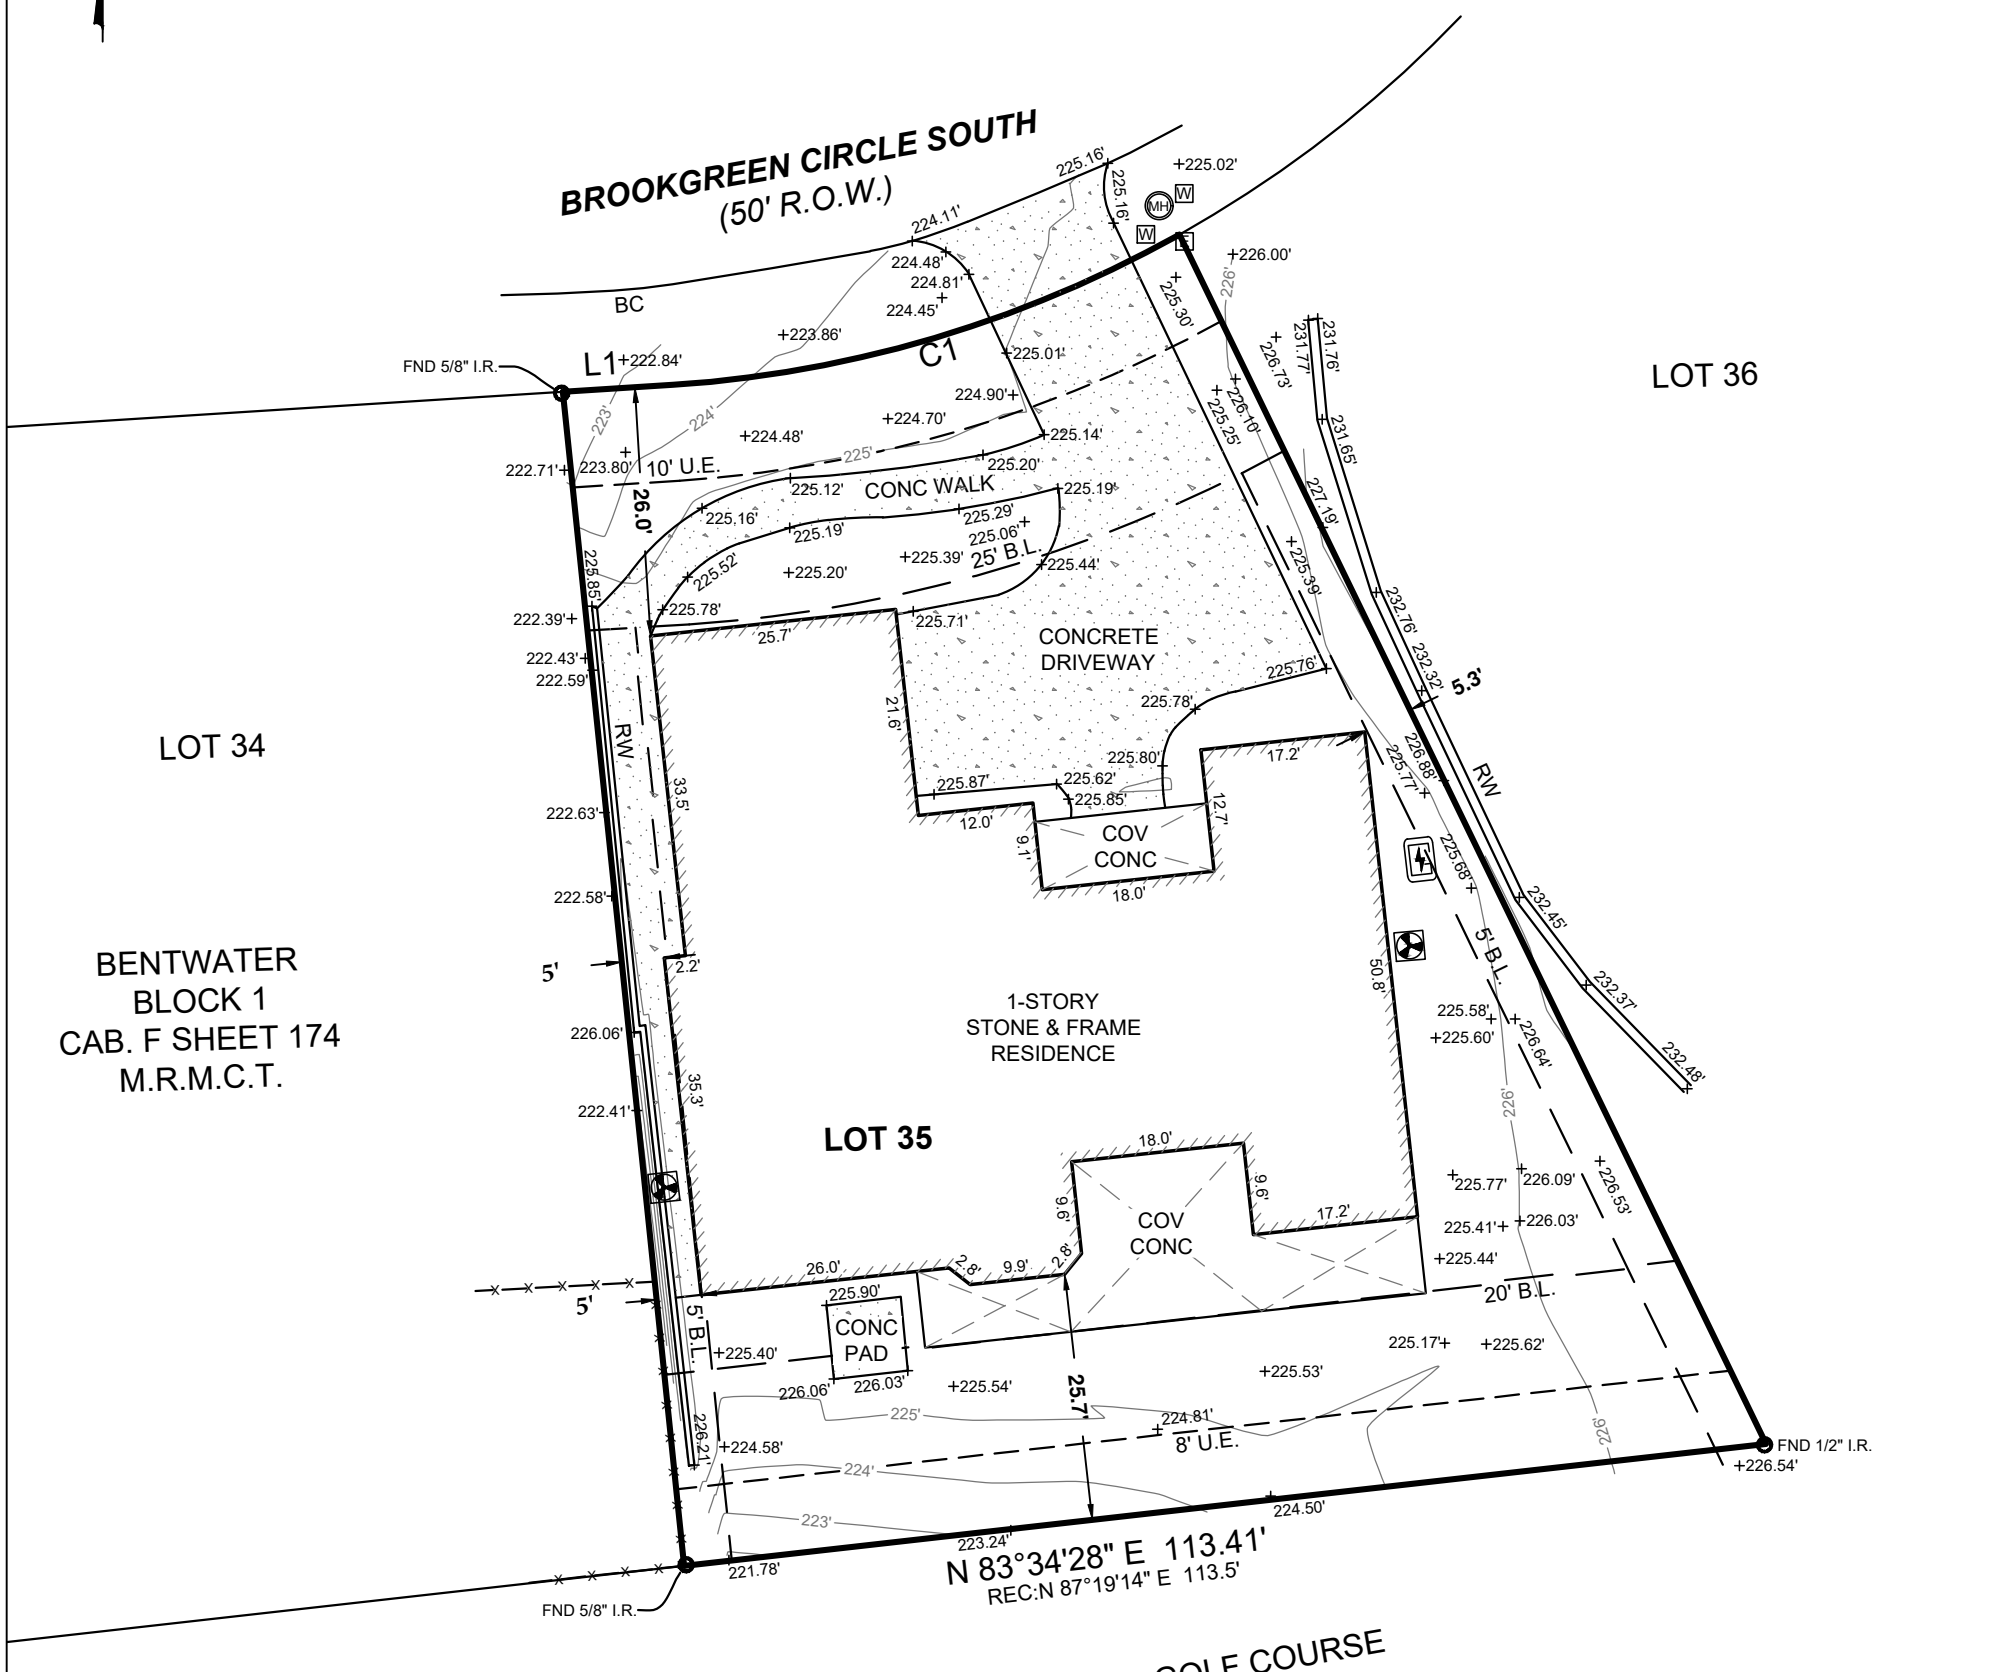 BROOKGREEN CIRCLE SOUTH
(50' R.O.W.)
225.16'
225.16'
225.02'
MH
W
W
E
224.11'
224.48'
224.81'
224.45'
226.00'
226'
225.30'
BC
223.86'
L1
222.84'
C1
225.01'
FND 5/8" I.R.
231.77'
231.76'
226.73'
LOT 36
223'
224'
224.90'
224.70'
226.10'
225.25'
231.65'
224.48'
225.14'
225'
222.71'
223.80'
10' U.E.
225.20'
26.0'
225.12'
CONC WALK
225.19'
227.19'
225.16'
225.29'
225.19'
225.06'
225.39'
25' B.L.
225.44'
225.39'
225.85'
225.52'
225.20'
232.76'
222.39'
225.78'
25.7'
225.71'
CONCRETE
DRIVEWAY
222.43'
222.59'
225.76'
232.32'
5.3'
225.78'
21.6'
RW
LOT 34
17.2'
225.80'
226.88'
225.77'
RW
33.5'
225.87'
225.62'
225.85'
222.63'
12.0'
12.7'
COV
CONC
9.1'
225.68'
222.58'
18.0'
232.45'
5' B.L.
BENTWATER
BLOCK 1
CAB. F SHEET 174
M.R.M.C.T.
5'
2.2'
50.8'
232.37'
1-STORY
STONE & FRAME
RESIDENCE
225.58'
225.60'
226.64'
226.06'
232.48'
222.41'
35.3'
226'
LOT 35
18.0'
225.77'
226.09'
226.53'
9.6'
9.6'
17.2'
COV
CONC
225.41'
226.03'
225.44'
26.0'
2.8'
9.9'
2.8'
5'
225.90'
20' B.L.
5' B.L.
CONC
PAD
225.40'
225.17'
225.62'
226.06'
226.03'
225.54'
225.53'
25.7'
225'
224.81'
8' U.E.
226'
226.21'
224.58'
FND 1/2" I.R.
226.54'
224'
223'
224.50'
223.24'
N 83°34'28" E 113.41'
REC:N 87°19'14" E 113.5'
221.78'
FND 5/8" I.R.
GOLF COURSE